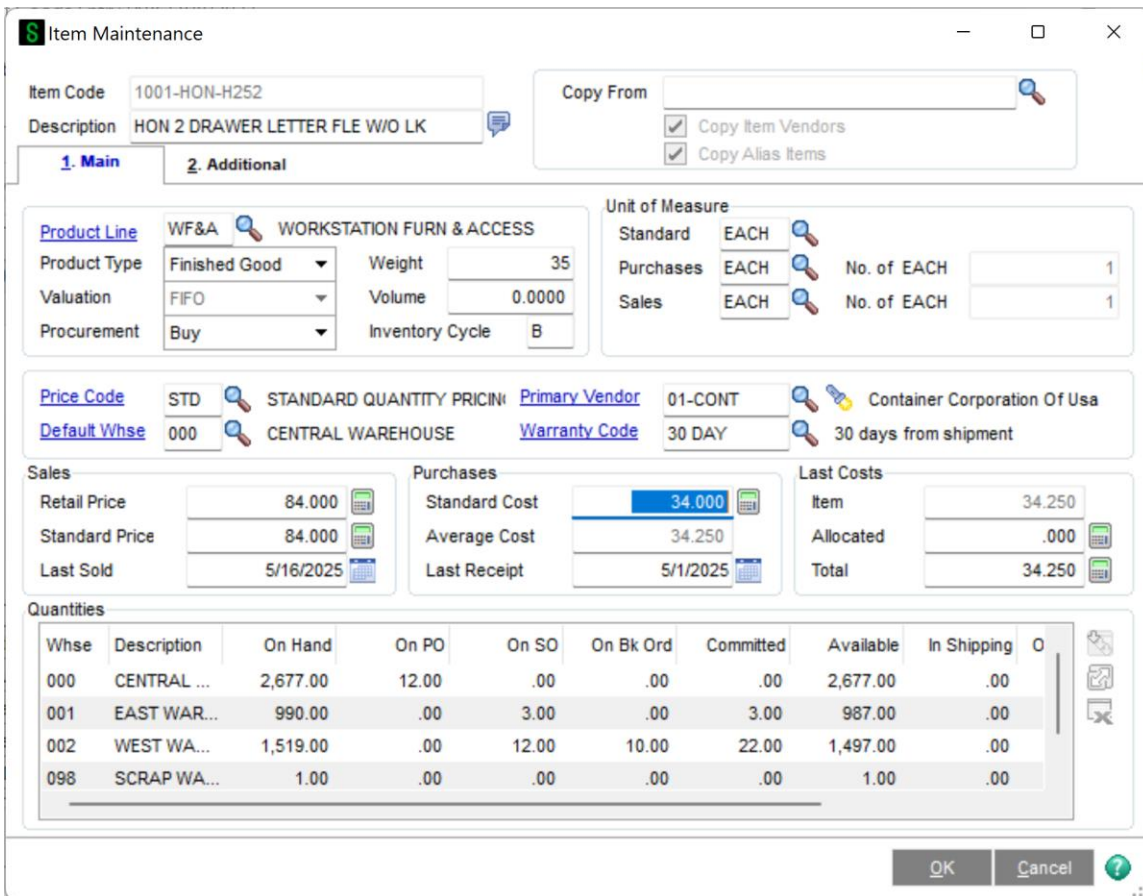 S Item Maintenance
Item Code 1001-HON-H252 Copy From
Description HON 2 DRAWER LETTER FLE W/O LK Copy Item Vendors
Copy Alias Items
1. Main 2. Additional
Unit of Measure
Product Line WF&A WORKSTATION FURN & ACCESS Standard EACH
Product Type Finished Good Weight 35 Purchases EACH No. of EACH 1
Valuation FIFO Volume 0.0000 Sales EACH No. of EACH 1
Procurement Buy Inventory Cycle B
Price Code STD STANDARD QUANTITY PRICIN Primary Vendor 01-CONT Container Corporation Of Usa
Default Whse 000 CENTRAL WAREHOUSE Warranty Code 30 DAY 30 days from shipment
Sales Purchases Last Costs
Retail Price 84.000 Standard Cost 34.000 Item 34.250
Standard Price 84.000 Average Cost 34.250 Allocated .000
Last Sold 5/16/2025 Last Receipt 5/1/2025 Total 34.250
Quantities
Whse Description On Hand On PO On SO On Bk Ord Committed Available In Shipping O
000 CENTRAL ... 2,677.00 12.00 .00 .00 .00 2,677.00 .00
001 EAST WAR... 990.00 .00 3.00 .00 3.00 987.00 .00
002 WEST WA... 1,519.00 .00 12.00 10.00 22.00 1,497.00 .00
098 SCRAP WA... 1.00 .00 .00 .00 .00 1.00 .00
OK Cancel ?